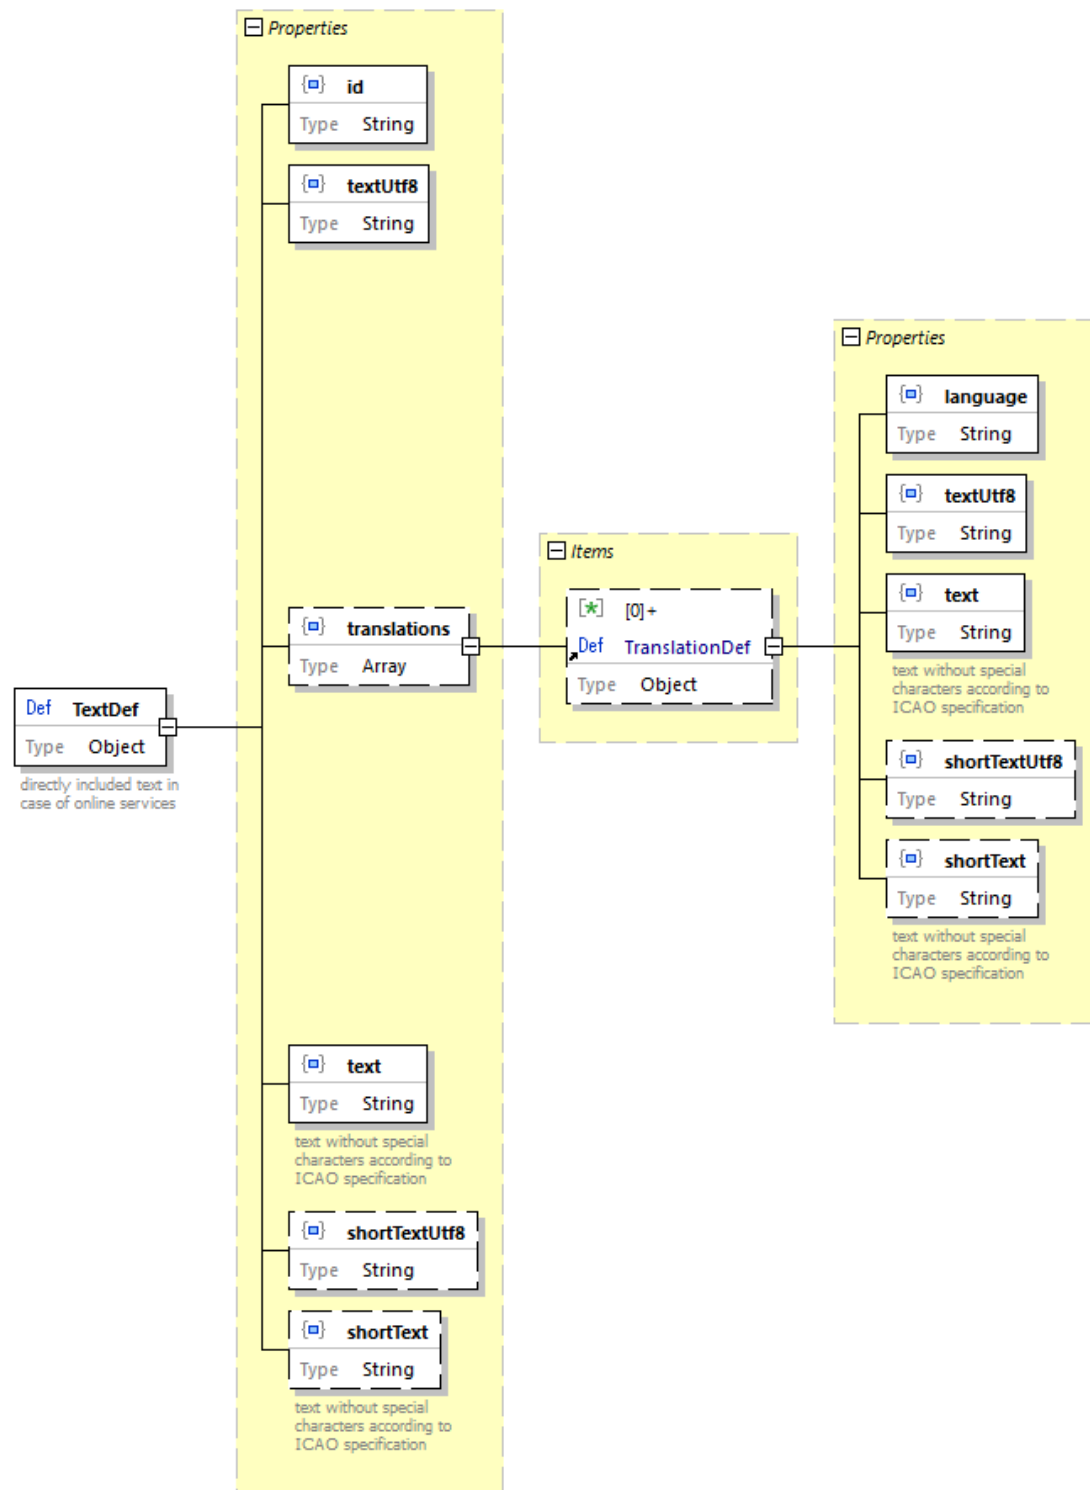 Properties
id
Type String
textUtf8
Type String
Properties
language
Type String
textUtf8
Type String
Items
[0]+
Def TranslationDef
Type Object
translations
Type Array
text
Type String
text without special
characters according to
ICAO specification
Def TextDef
Type Object
directly included text in
case of online services
shortTextUtf8
Type String
shortText
Type String
text without special
characters according to
ICAO specification
text
Type String
text without special
characters according to
ICAO specification
shortTextUtf8
Type String
shortText
Type String
text without special
characters according to
ICAO specification